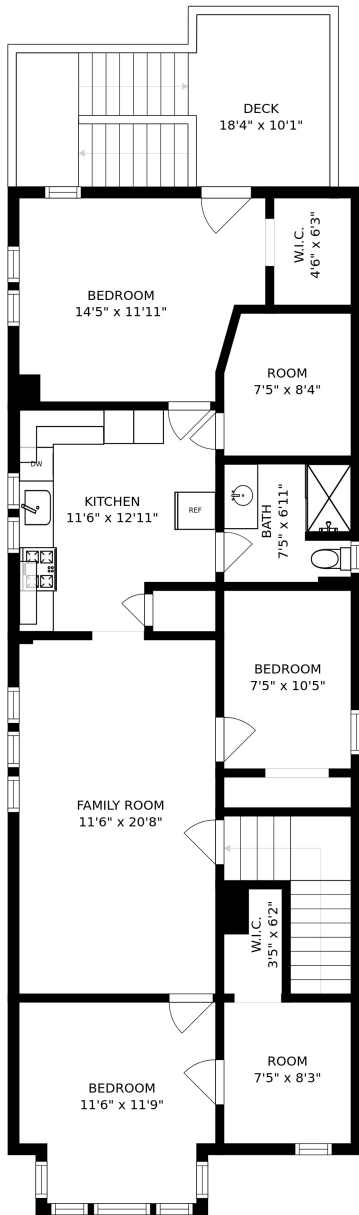 DECK
18'4" x 10'1"
W.I.C.
4'6" x 6'3"
BEDROOM
14'5" x 11'11"
ROOM
7'5" x 8'4"
DW
KITCHEN
11'6" x 12'11"
REF
BATH
7'5" x 6'11"
BEDROOM
7'5" x 10'5"
FAMILY ROOM
11'6" x 20'8"
W.I.C.
3'5" x 6'2"
ROOM
7'5" x 8'3"
BEDROOM
11'6" x 11'9"